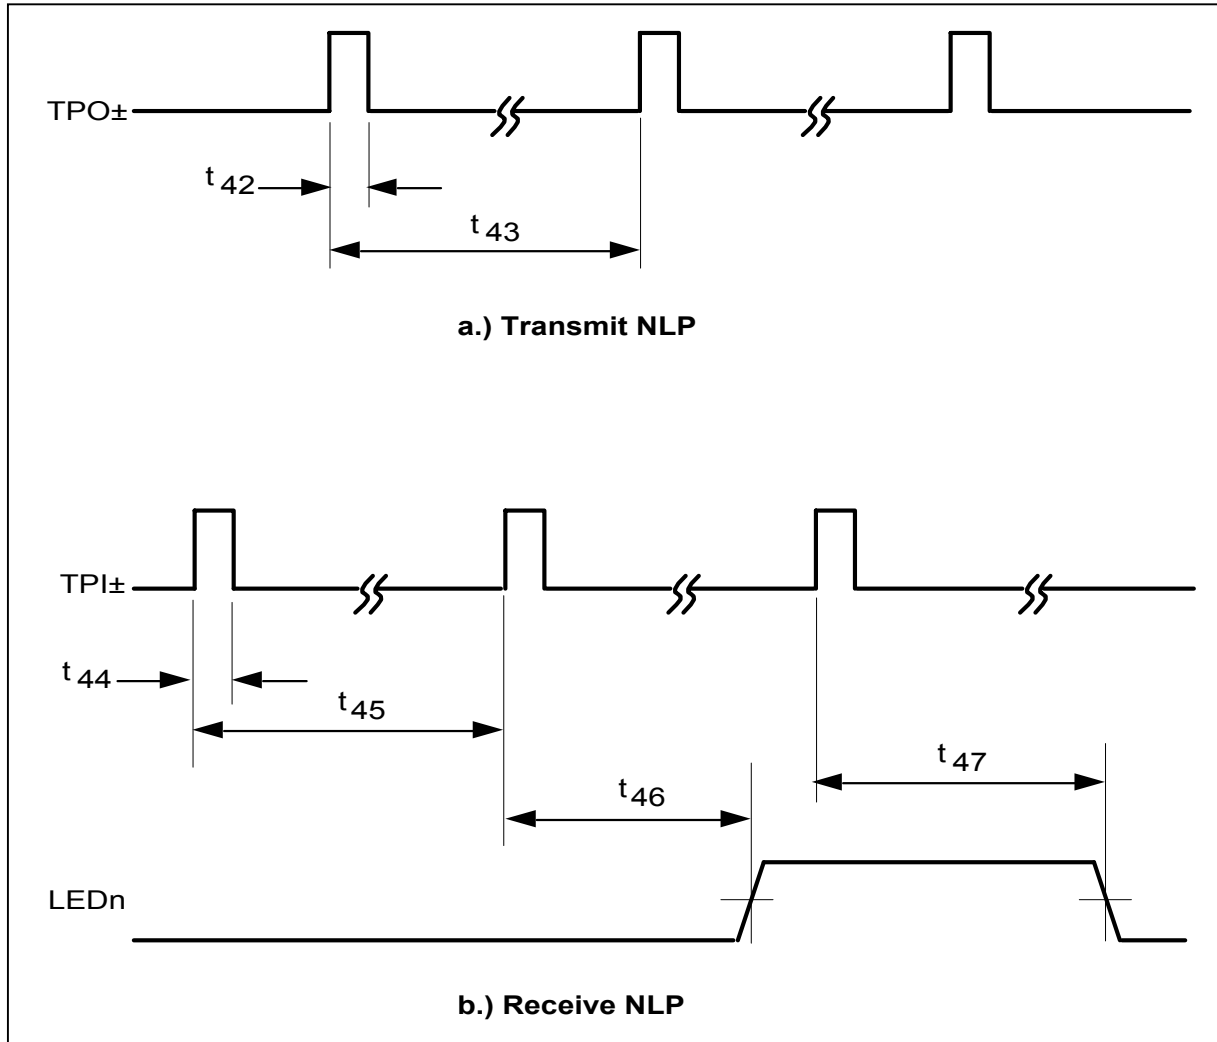 TPO±
t 42
t 43
a.) Transmit NLP
TPI±
t 44
t 45
t 46
t 47
LEDn
b.) Receive NLP